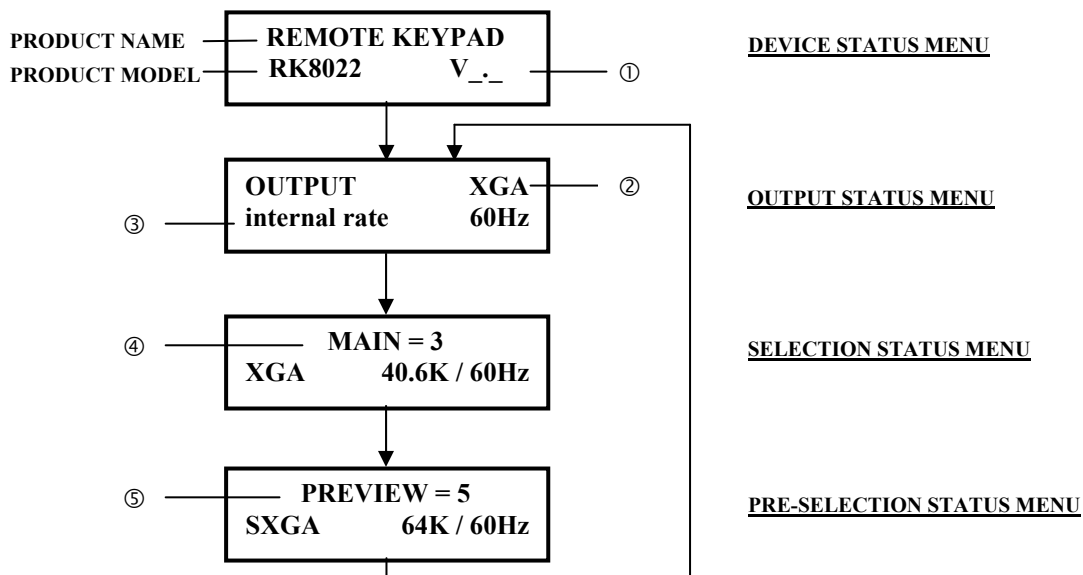 PRODUCT NAME REMOTE KEYPAD DEVICE STATUS MENU
PRODUCT MODEL RK8022 V_._ ①
OUTPUT XGA ② OUTPUT STATUS MENU
③ internal rate 60Hz
④ MAIN = 3 SELECTION STATUS MENU
XGA 40.6K / 60Hz
⑤ PREVIEW = 5 PRE-SELECTION STATUS MENU
SXGA 64K / 60Hz